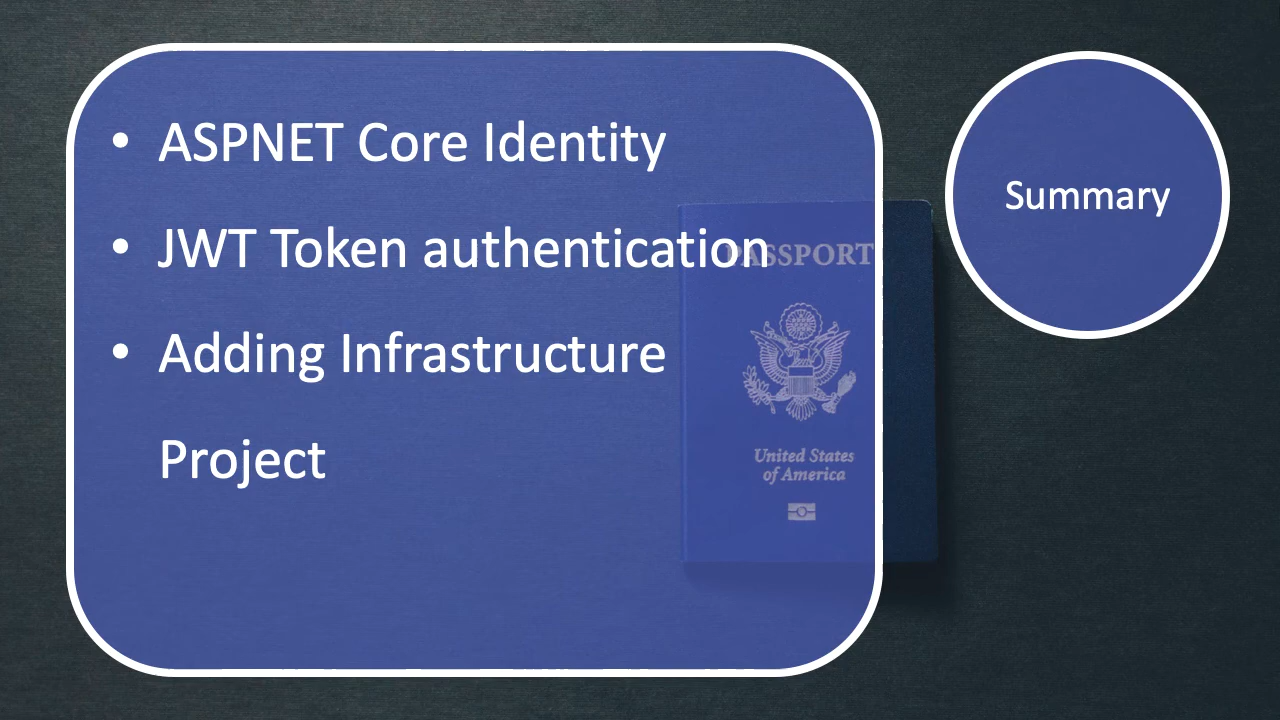 • ASPNET Core Identity
• JWT Token authentication
• Adding Infrastructure
Project
Summary
PASSPORT
United States
of America